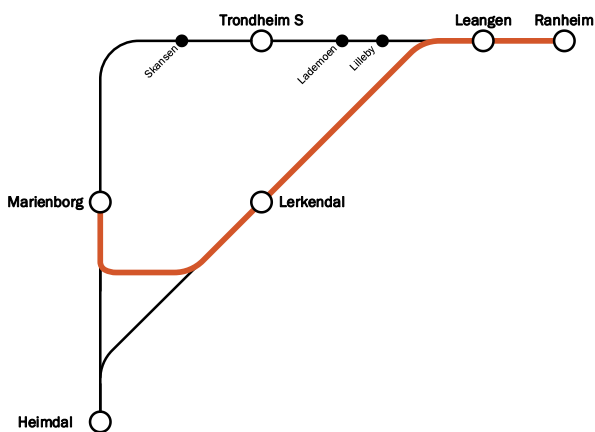 Trondheim S
Leangen
Ranheim
Skansen
Lademoen
Lilleby
Marienborg
Lerkendal
Heimdal